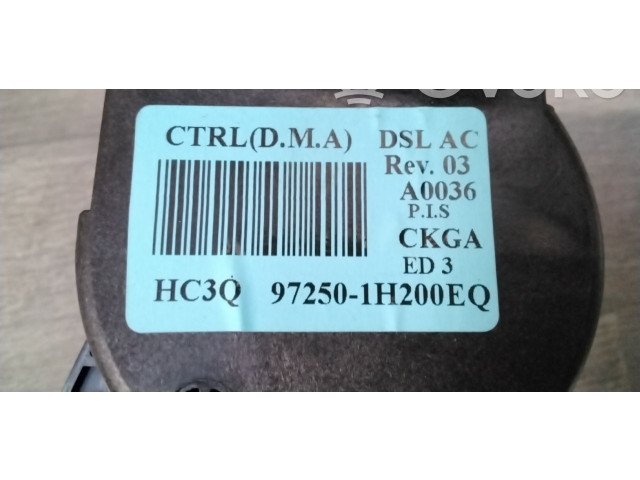 CTRL(D.M.A) DSL AC
Rev. 03
A0036
P.I.S
CKGA
ED 3
HC3Q 97250-1H200EQ